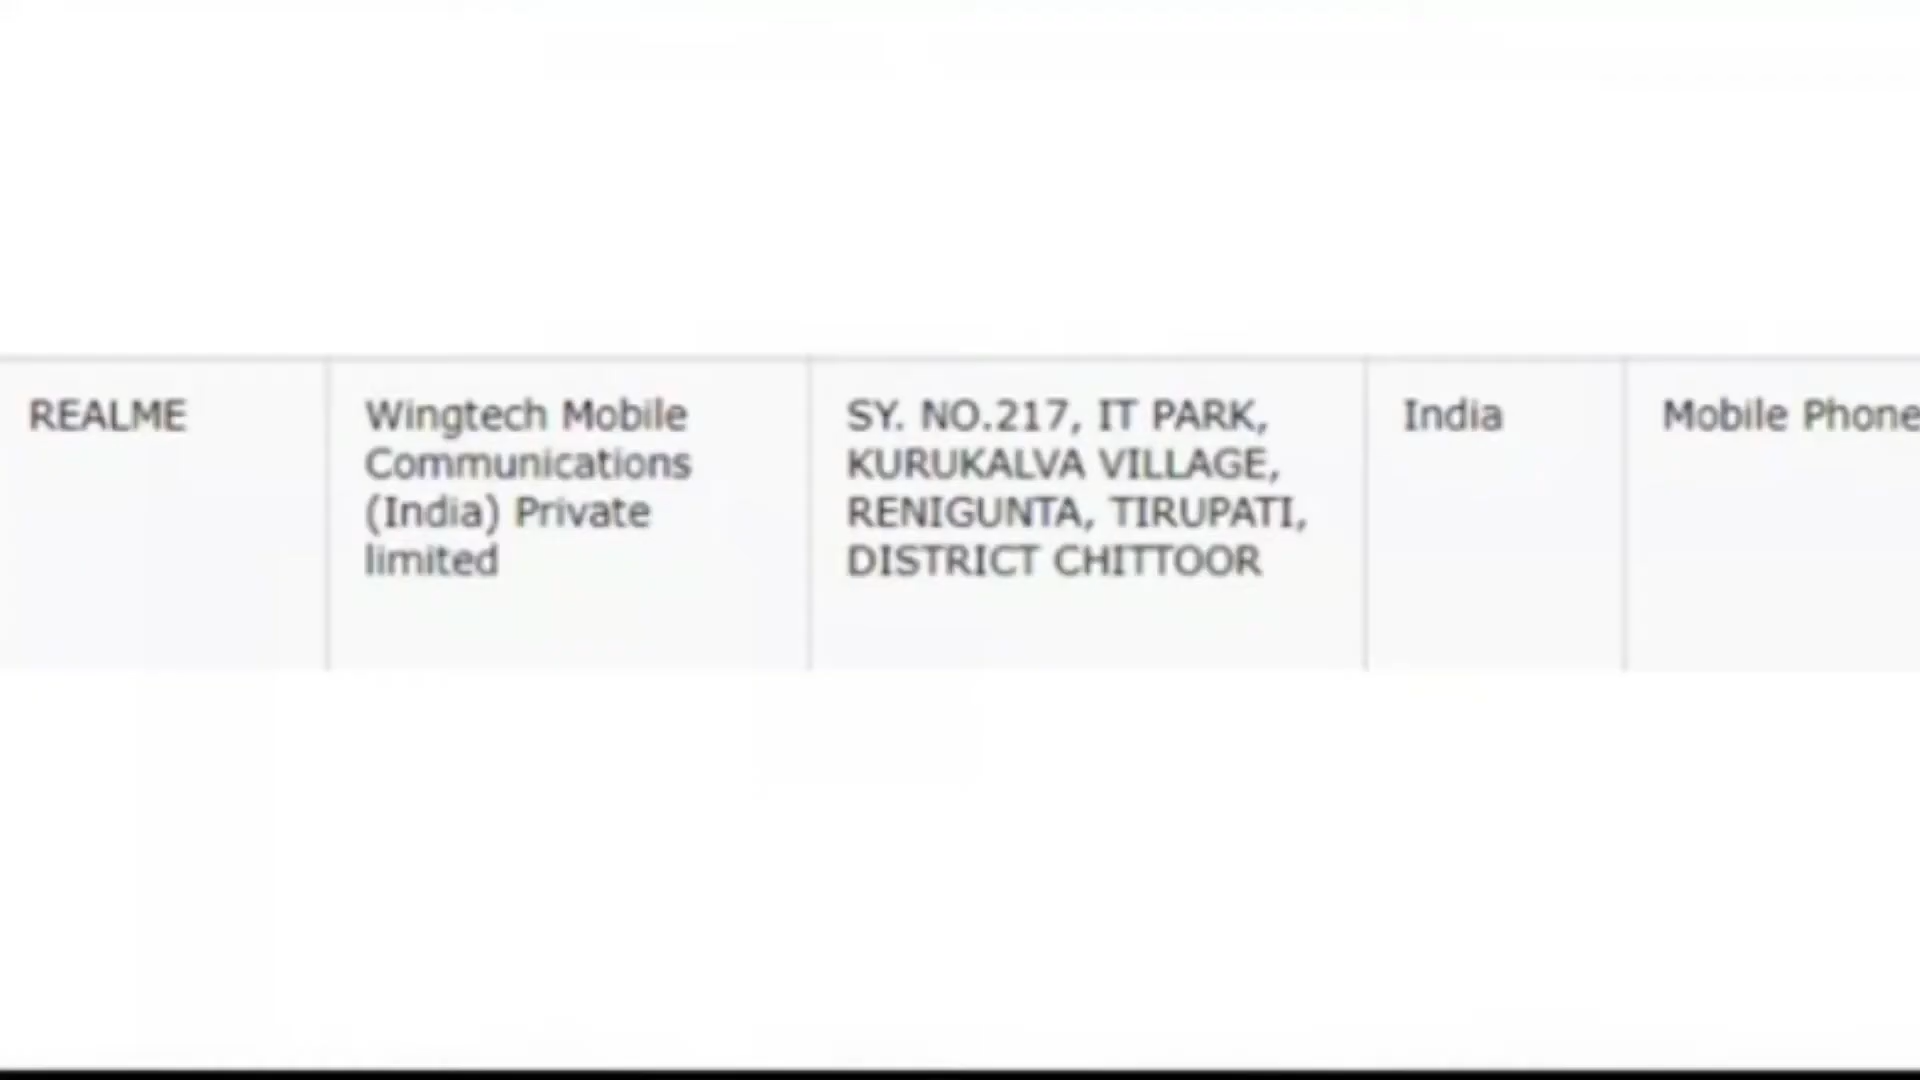 REALME
Wingtech Mobile
Communications
(India) Private
limited
SY. NO.217, IT PARK,
KURUKALVA VILLAGE,
RENIGUNTA, TIRUPATI,
DISTRICT CHITTOOR
India
Mobile Phone